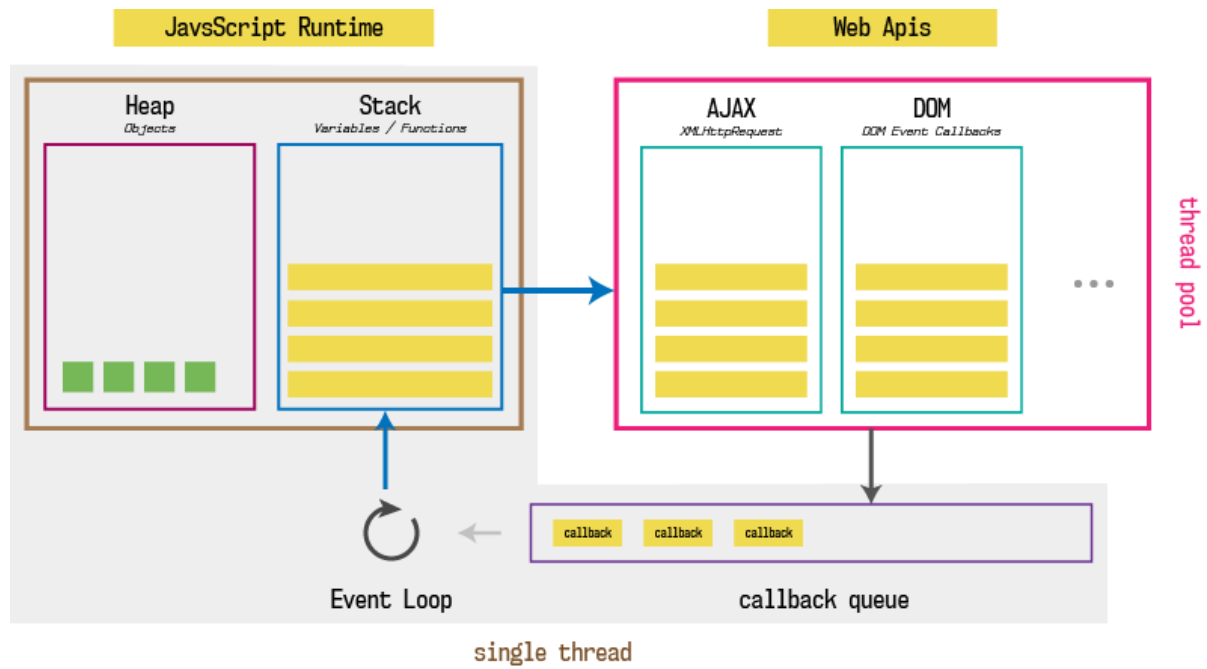 JavsScript Runtime
Web Apis
Heap
Objects
Stack
Variables / Functions
AJAX
XMLHttpRequest
DOM
DOM Event Callbacks
thread pool
callback
callback
callback
Event Loop
callback queue
single thread